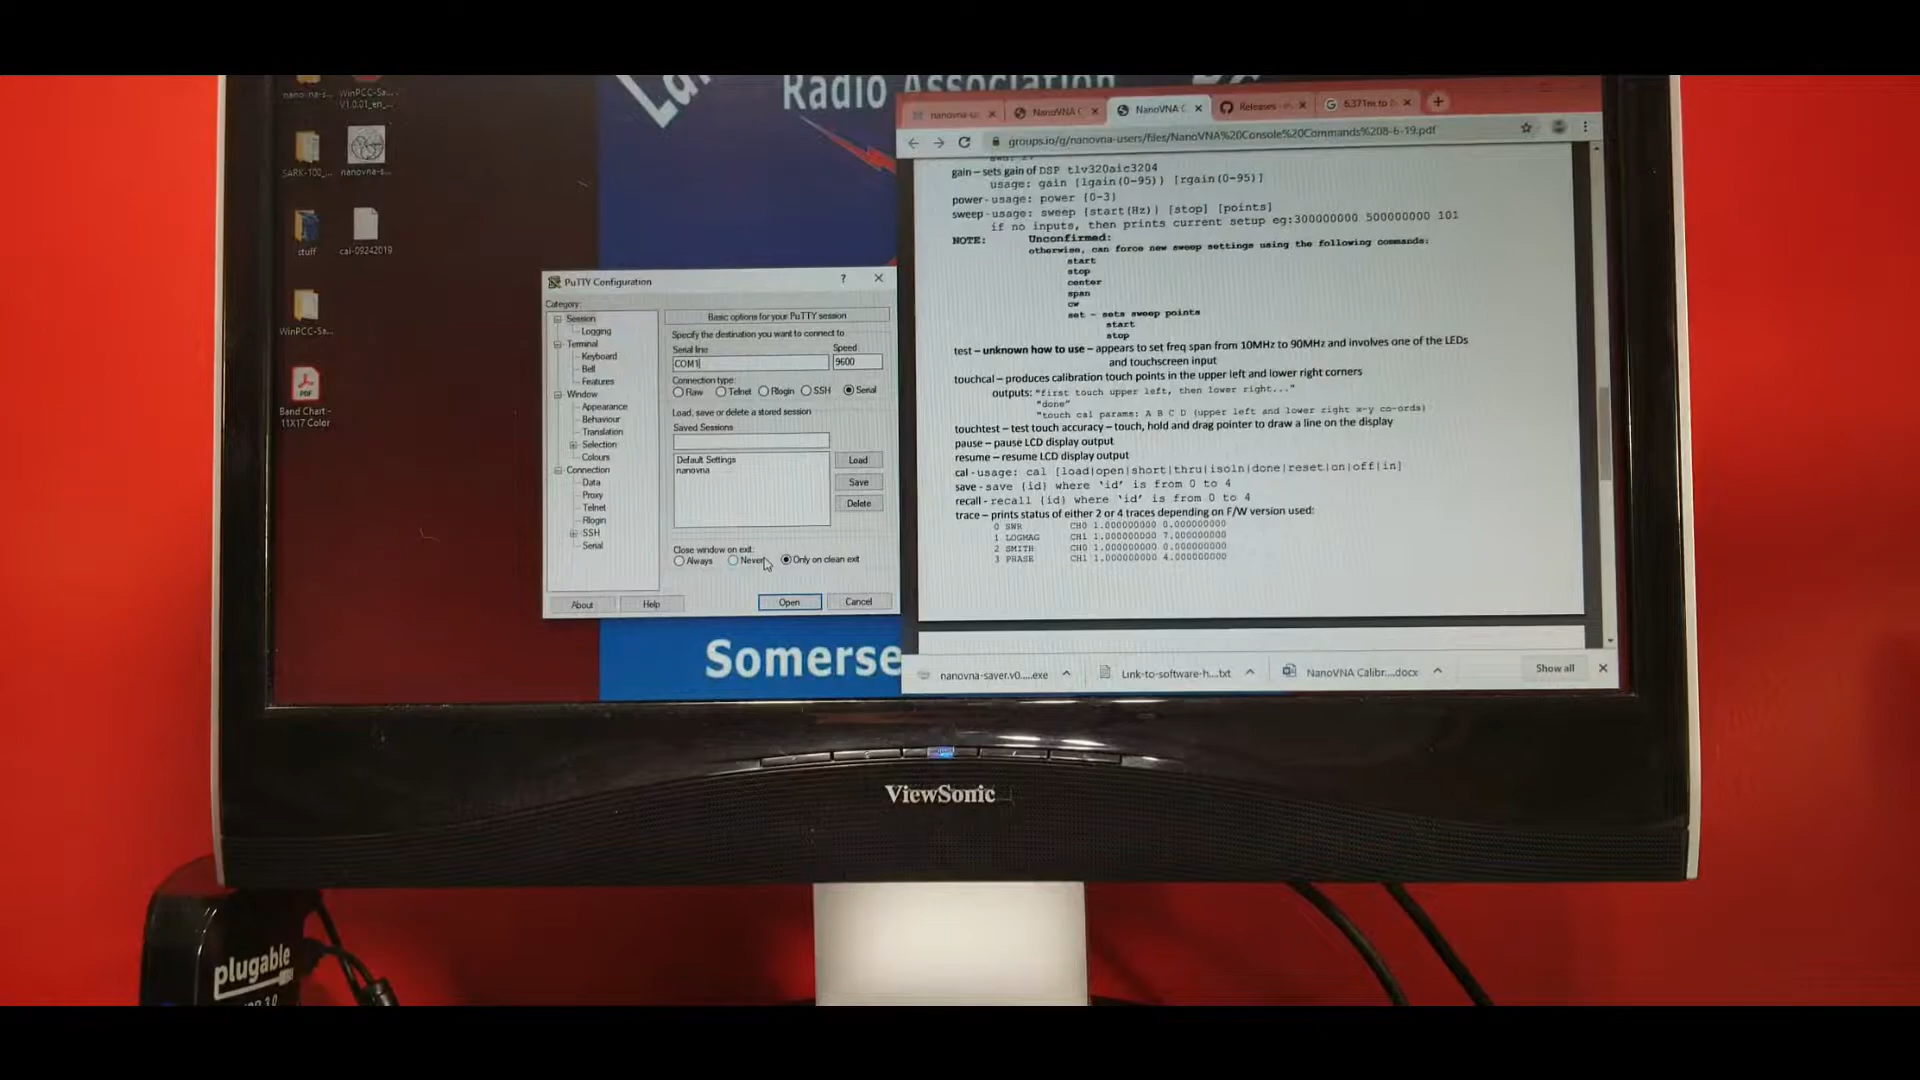 Radio Association
WinPCC-Sa...
V1.0.01_en_...
SARK-100_...
nanovna-s...
stuff
cal-09242019
WinPCC-Sa...
Band Chart -
11X17 Color
Somerse
PuTTY Configuration
?
Category:
Session
Logging
Terminal
Keyboard
Bell
Features
Window
Appearance
Behaviour
Translation
Selection
Colours
Connection
Data
Proxy
Telnet
Rlogin
SSH
Serial
Basic options for your PuTTY session
Specify the destination you want to connect to
Serial line
Speed
COM1
9600
Connection type:
Raw Telnet Rlogin SSH Serial
Load, save or delete a stored session
Saved Sessions
Default Settings
nanovna
Load
Save
Delete
Close window on exit:
Always Never Only on clean exit
About Help Open Cancel
NanoVNA C
NanoVNA C
Releases
6.371m to
groups.io/g/nanovna-users/files/NanoVNA%20Console%20Commands%208-6-19.pdf
gain – sets gain of DSP tlv320aic3204
usage: gain [lgain(0-95)} [rgain(0-95)]
power - usage: power {0-3}
sweep - usage: sweep {start(Hz)} [stop] [points]
if no inputs, then prints current setup eg:300000000 500000000 101
NOTE: Unconfirmed:
otherwise, can force new sweep settings using the following commands:
start
stop
center
span
cw
set – sets sweep points
start
stop
test – unknown how to use – appears to set freq span from 10MHz to 90MHz and involves one of the LEDs
and touchscreen input
touchcal – produces calibration touch points in the upper left and lower right corners
outputs: "first touch upper left, then lower right..."
"done"
"touch cal params: A B C D (upper left and lower right x-y co-ords)
touchtest – test touch accuracy – touch, hold and drag pointer to draw a line on the display
pause – pause LCD display output
resume – resume LCD display output
cal - usage: cal [load|open|short|thru|isoln|done|reset|on|off|in]
save - save {id} where 'id' is from 0 to 4
recall - recall {id} where 'id' is from 0 to 4
trace – prints status of either 2 or 4 traces depending on F/W version used:
0 SWR CH0 1.000000000 0.000000000
1 LOGMAG CH1 1.000000000 7.000000000
2 SMITH CH0 1.000000000 0.000000000
3 PHASE CH1 1.000000000 4.000000000
nanovna-saver.v0.....exe
Link-to-software-h....txt
NanoVNA Calibr....docx
Show all
ViewSonic
plugable